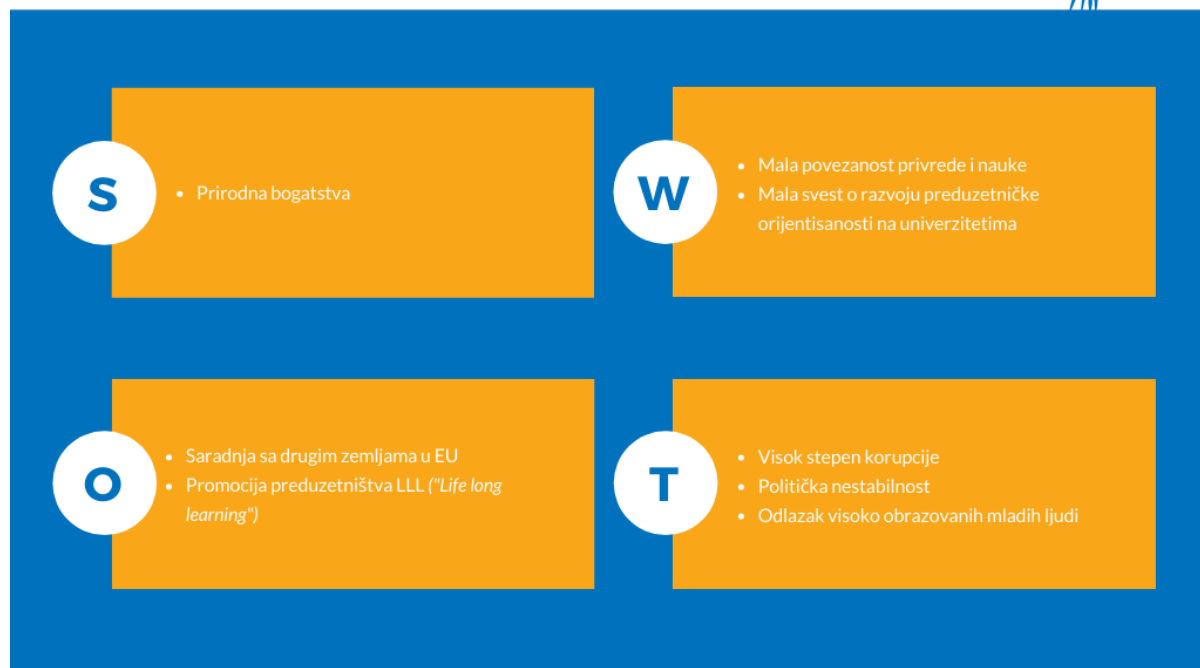 S
• Prirodna bogatstva
W
• Mala povezanost privrede i nauke
• Mala svest o razvoju preduzetničke
orijentisanosti na univerzitetima
O
• Saradnja sa drugim zemljama u EU
• Promocija preduzetništva LLL ("Life long
learning")
T
• Visok stepen korupcije
• Politička nestabilnost
• Odlazak visoko obrazovanih mladih ljudi